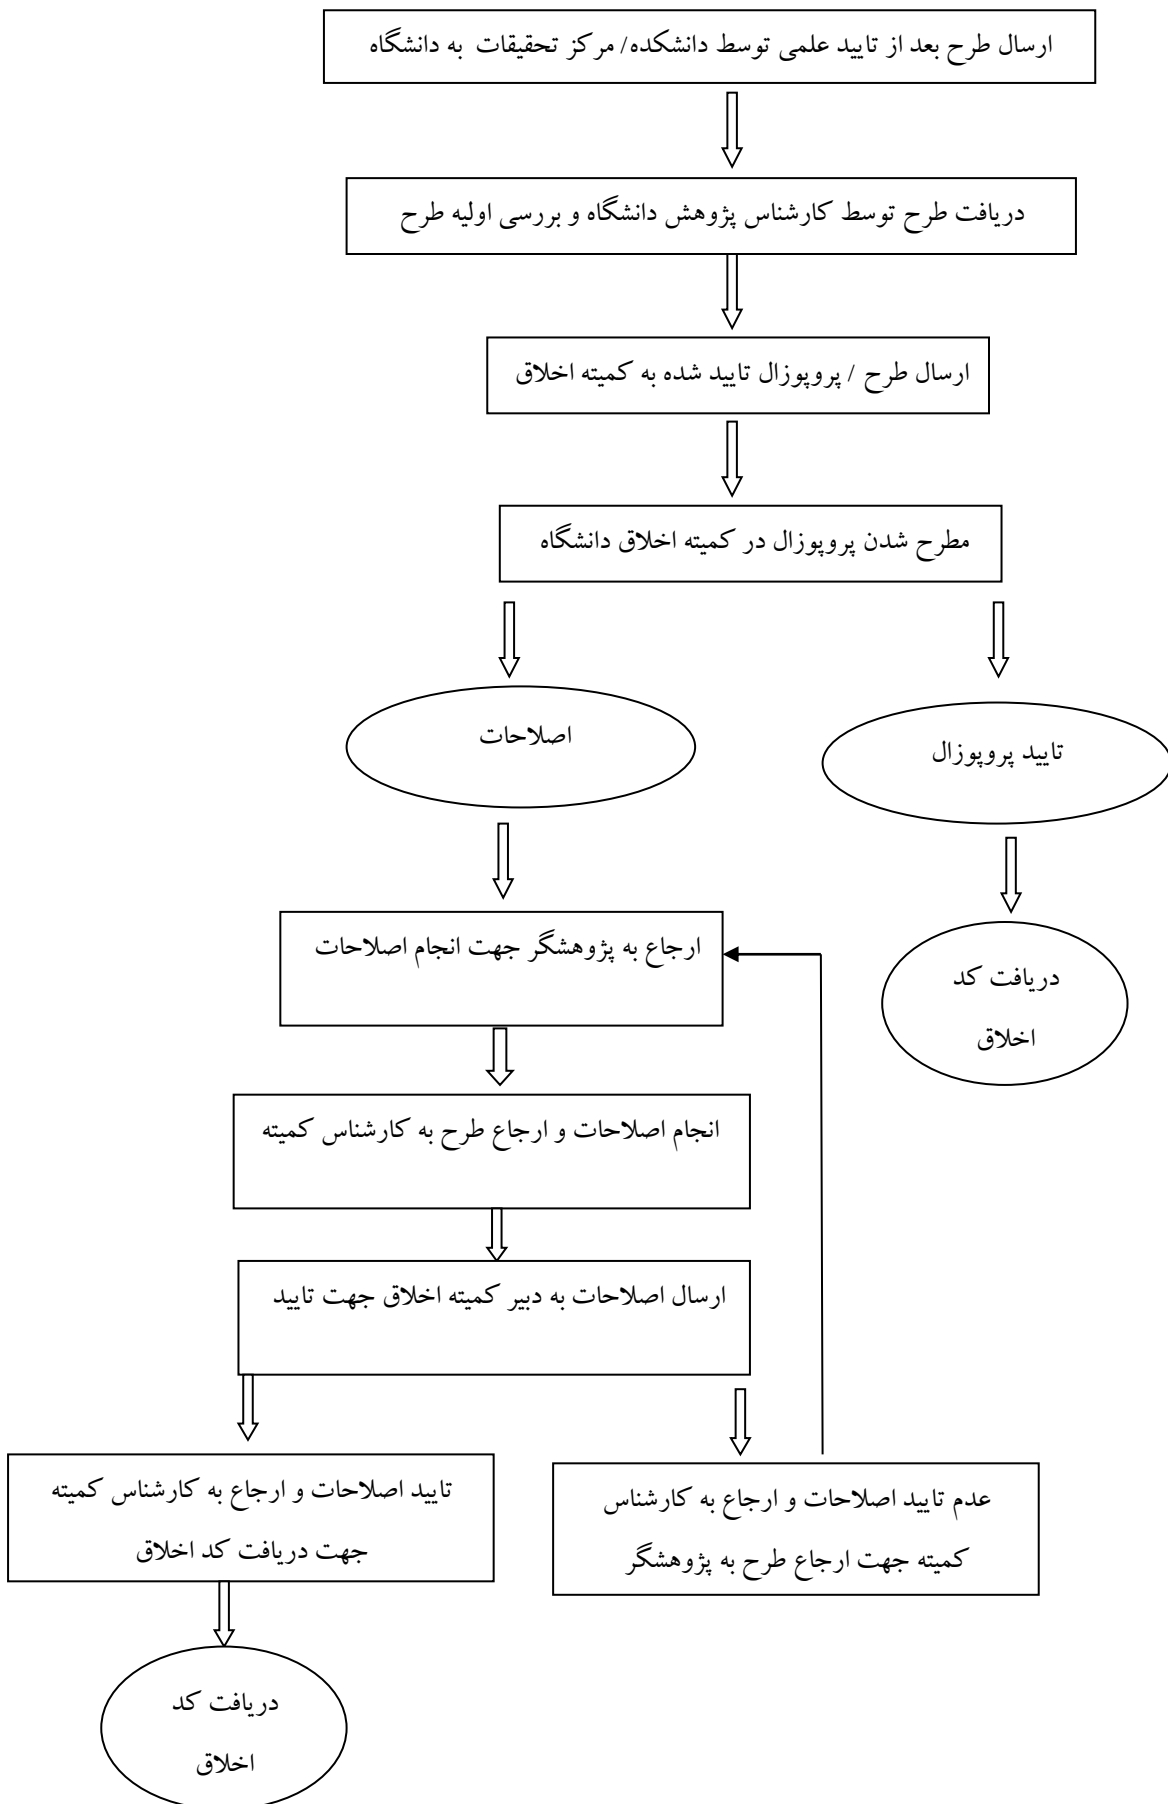 ارسال طرح بعد از تایید علمی توسط دانشکده/ مرکز تحقیقات به دانشگاه
دریافت طرح توسط کارشناس پژوهش دانشگاه و بررسی اولیه طرح
ارسال طرح / پروپوزال تایید شده به کمیته اخلاق
مطرح شدن پروپوزال در کمیته اخلاق دانشگاه
تایید پروپوزال
اصلاحات
دریافت کد
اخلاق
ارجاع به پژوهشگر جهت انجام اصلاحات
انجام اصلاحات و ارجاع طرح به کارشناس کمیته
ارسال اصلاحات به دبیر کمیته اخلاق جهت تایید
عدم تایید اصلاحات و ارجاع به کارشناس
کمیته جهت ارجاع طرح به پژوهشگر
تایید اصلاحات و ارجاع به کارشناس کمیته
جهت دریافت کد اخلاق
دریافت کد
اخلاق